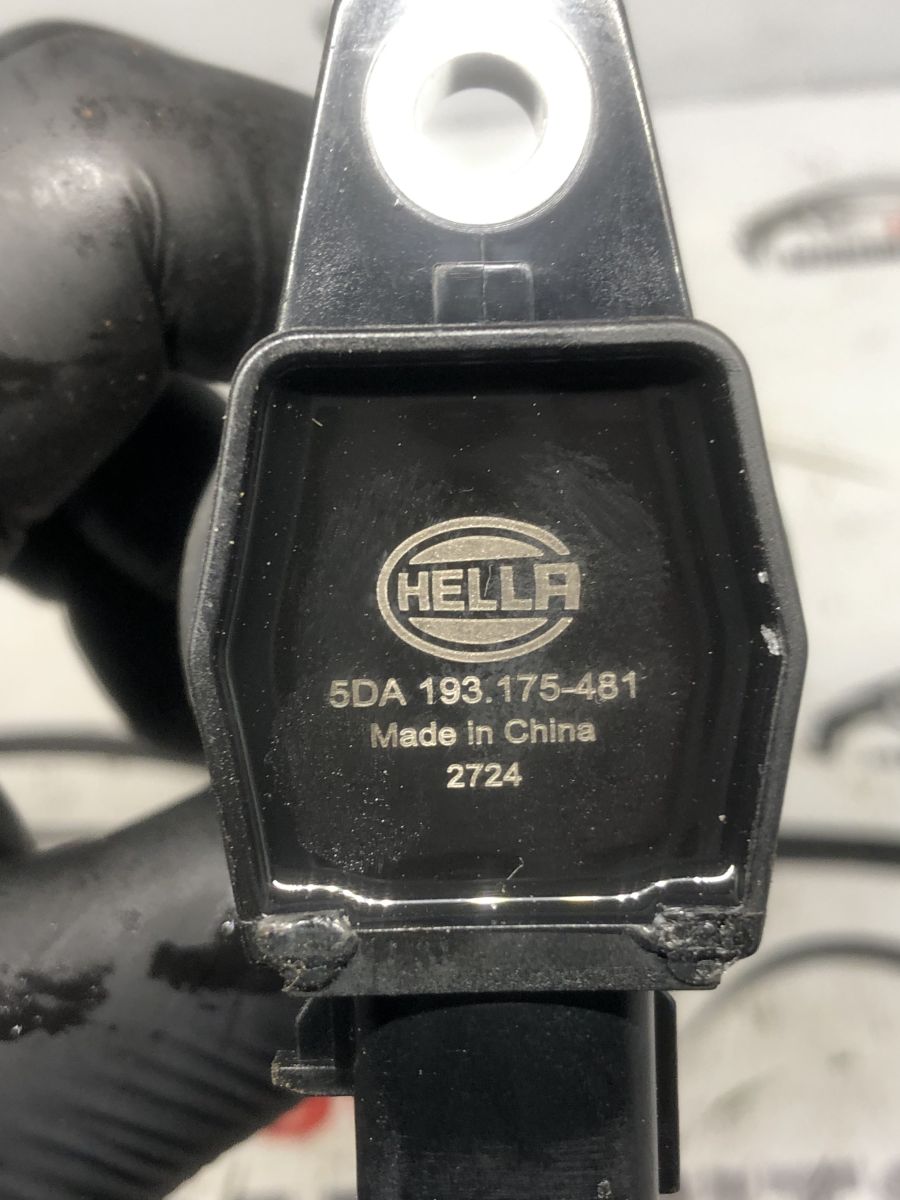 HELLA
5DA 193.175-481
Made in China
2724